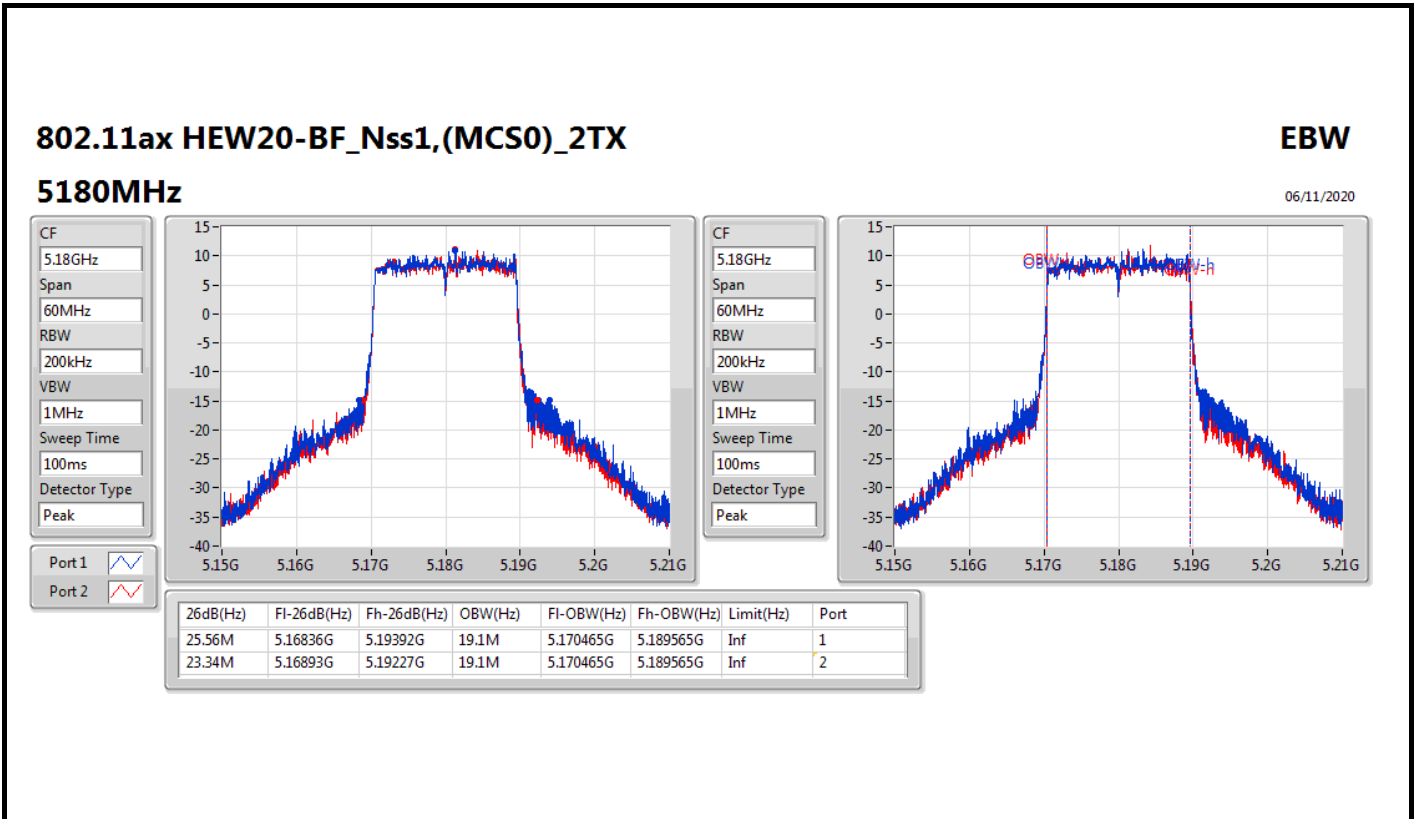 802.11ax HEW20-BF_Nss1,(MCS0)_2TX EBW
5180MHz 06/11/2020
CF
5.18GHz
Span
60MHz
RBW
200kHz
VBW
1MHz
Sweep Time
100ms
Detector Type
Peak
Port 1
Port 2
15
10
5
0
-5
-10
-15
-20
-25
-30
-35
-40
5.15G 5.16G 5.17G 5.18G 5.19G 5.2G 5.21G
CF
5.18GHz
Span
60MHz
RBW
200kHz
VBW
1MHz
Sweep Time
100ms
Detector Type
Peak
15
10
5
0
-5
-10
-15
-20
-25
-30
-35
-40
5.15G 5.16G 5.17G 5.18G 5.19G 5.2G 5.21G
26dB(Hz) Fl-26dB(Hz) Fh-26dB(Hz) OBW(Hz) Fl-OBW(Hz) Fh-OBW(Hz) Limit(Hz) Port
25.56M 5.16836G 5.19392G 19.1M 5.170465G 5.189565G Inf 1
23.34M 5.16893G 5.19227G 19.1M 5.170465G 5.189565G Inf 2